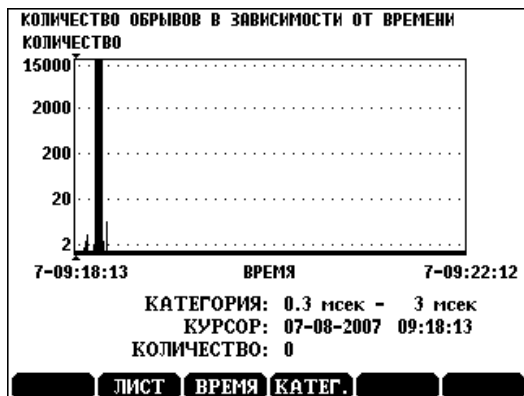 КОЛИЧЕСТВО ОБРЫВОВ В ЗАВИСИМОСТИ ОТ ВРЕМЕНИ
КОЛИЧЕСТВО
15000
2000
200
20
2
7-09:18:13 ВРЕМЯ 7-09:22:12
КАТЕГОРИЯ: 0.3 мсек - 3 мсек
КУРСОР: 07-08-2007 09:18:13
КОЛИЧЕСТВО: 0
ЛИСТ ВРЕМЯ КАТЕГ.